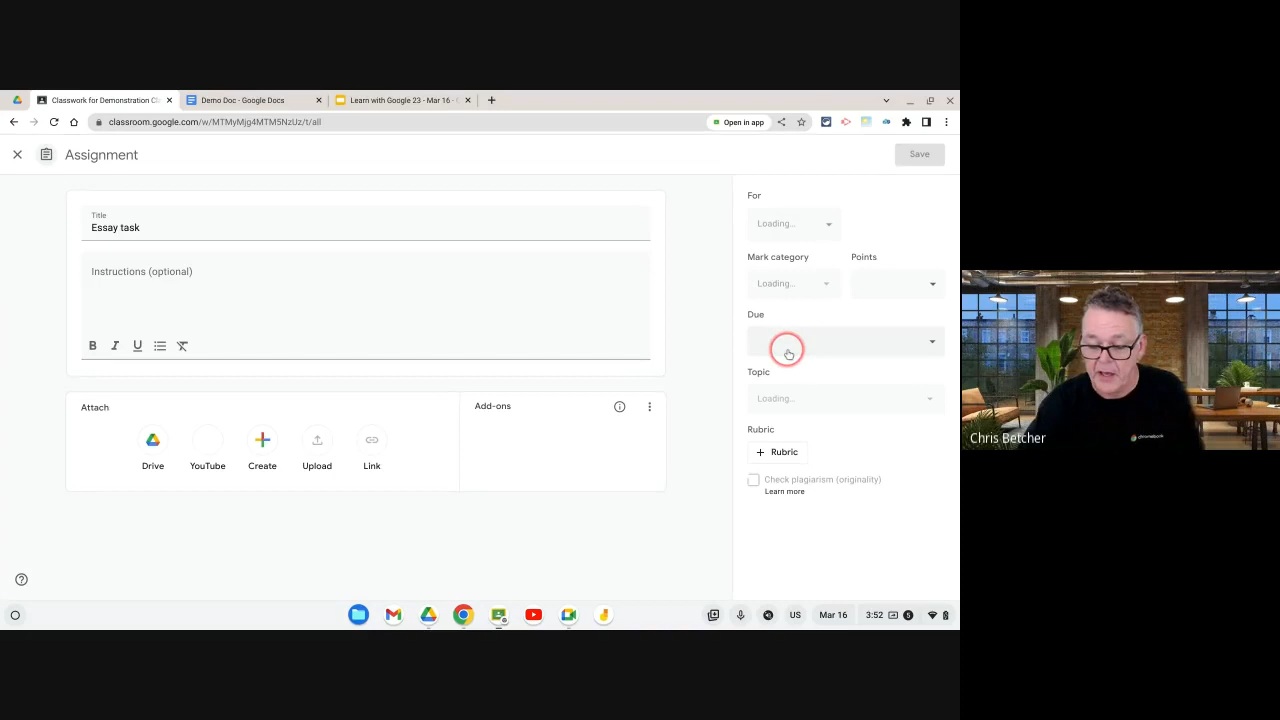 Classwork for Demonstration Cl
Demo Doc - Google Docs
Learn with Google 23 - Mar 16 -
classroom.google.com/w/MTMyMjg4MTM5NzUz/t/all
Open in app
Assignment
Save
Title
Essay task
Instructions (optional)
B I U
Attach
Drive
YouTube
Create
Upload
Link
Add-ons
For
Loading...
Mark category
Points
Loading...
Due
Topic
Loading...
Rubric
+ Rubric
Check plagiarism (originality)
Learn more
US
Mar 16
3:52
5
Chris Betcher
chromebook